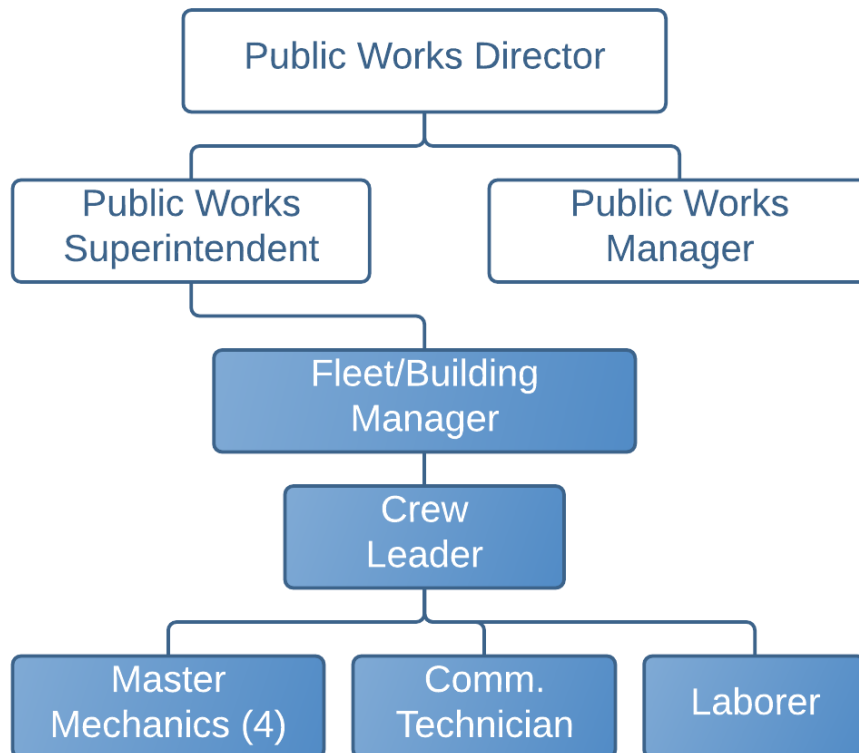 Public Works Director
Public Works
Superintendent
Public Works
Manager
Fleet/Building
Manager
Crew
Leader
Master
Mechanics (4)
Comm.
Technician
Laborer